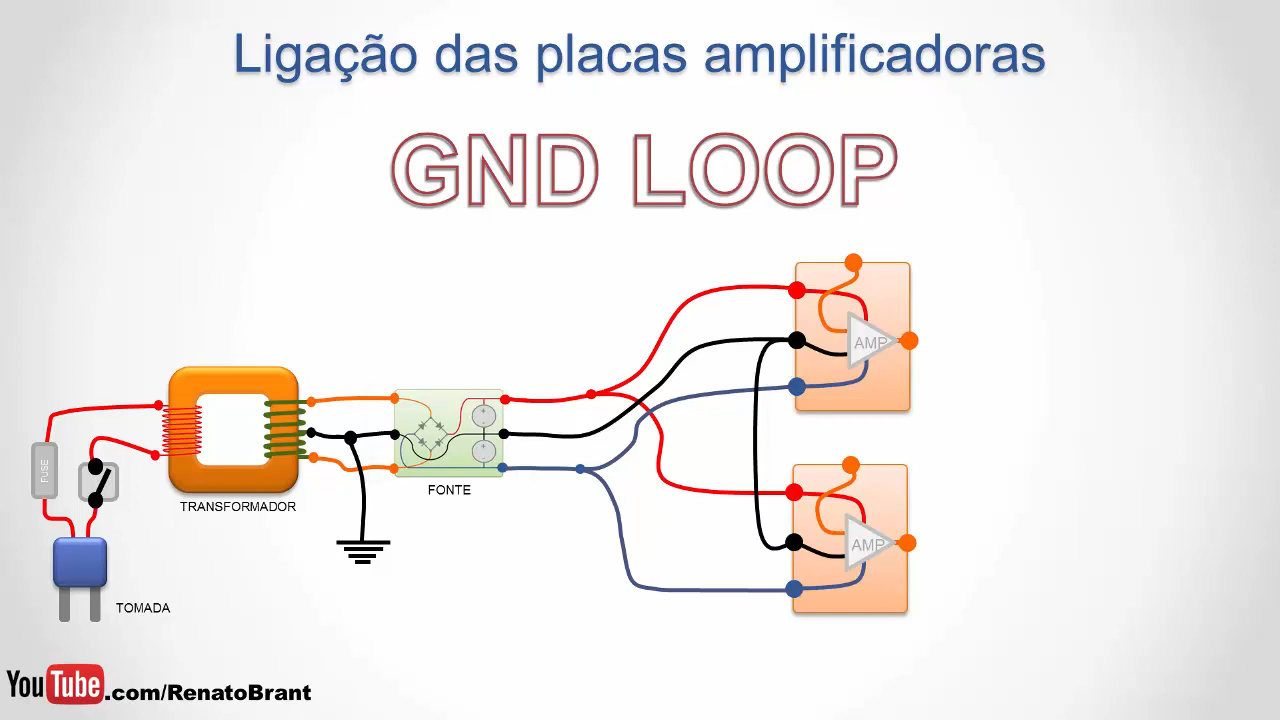 Ligação das placas amplificadoras
GND LOOP
AMP
FUSE
FONTE
TRANSFORMADOR
AMP
TOMADA
YouTube.com/RenatoBrant